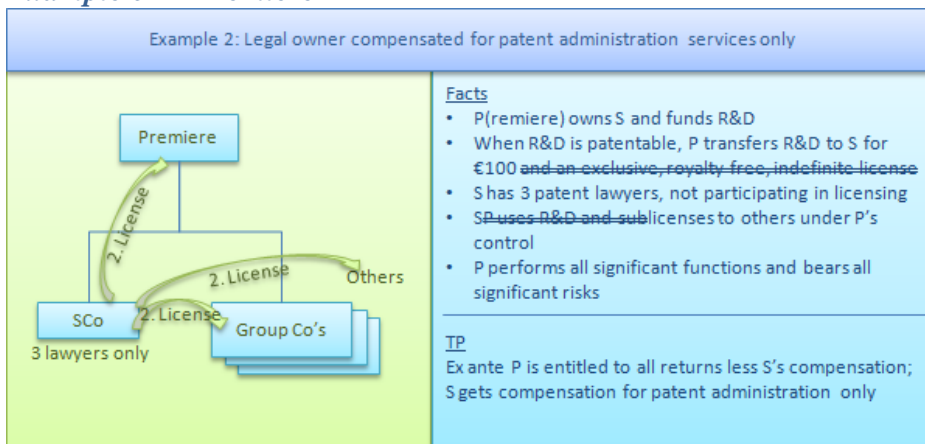 Example 2: Legal owner compensated for patent administration services only
Premiere
2. License
2. License
Others
SCo
2. License
Group Co's
3 lawyers only
Facts
• P(remiere) owns S and funds R&D
• When R&D is patentable, P transfers R&D to S for
€100 and an exclusive, royalty free, indefinite license
• S has 3 patent lawyers, not participating in licensing
• SP uses R&D and sublicenses to others under P's
control
• P performs all significant functions and bears all
significant risks
TP
Ex ante P is entitled to all returns less S's compensation;
S gets compensation for patent administration only